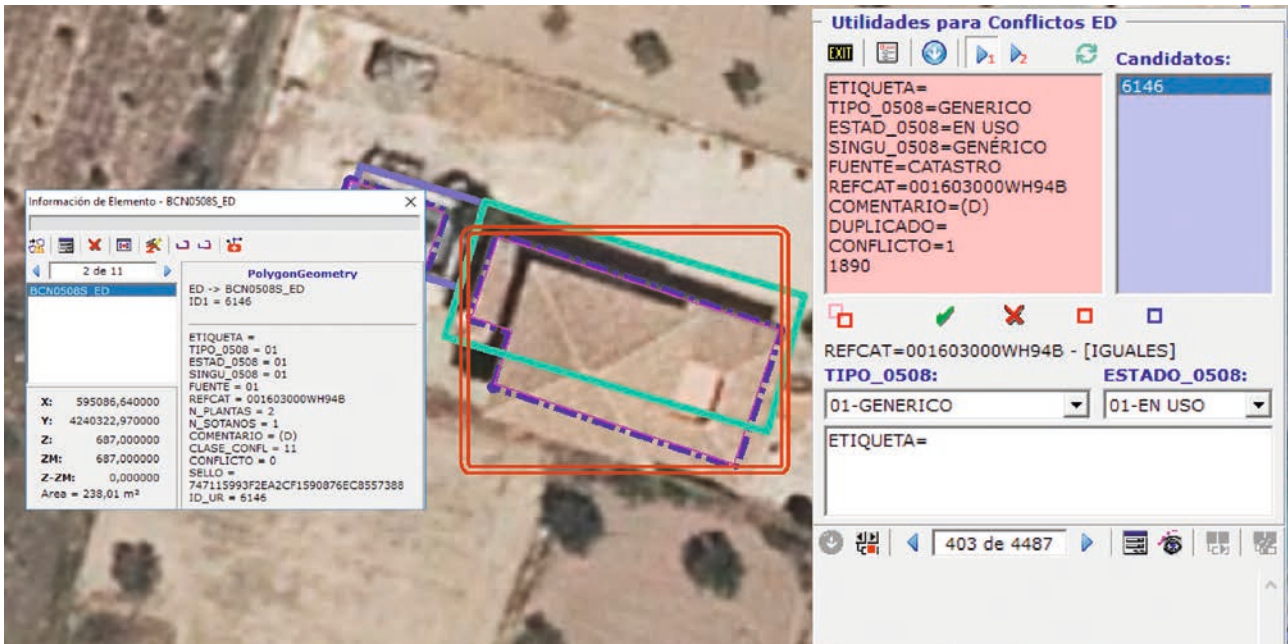 Información de Elemento - BCN0508S_ED
2 de 11
BCN0508S_ED
X: 595086,640000
Y: 4240322,970000
Z: 687,000000
ZM: 687,000000
Z-ZM: 0,000000
Area = 238,01 m²
PolygonGeometry
ED -> BCN0508S_ED
ID1 = 6146
ETIQUETA =
TIPO_0508 = 01
ESTAD_0508 = 01
SINGU_0508 = 01
FUENTE = 01
REFCAT = 001603000WH94B
N_PLANTAS = 2
N_SOTANOS = 1
COMENTARIO = (D)
CLASE_CONFL = 11
CONFLICTO = 0
SELLO =
747115993F2EA2CF1590876EC8557388
ID_UR = 6146
Utilidades para Conflictos ED
EXIT
1
2
Candidatos:
6146
ETIQUETA=
TIPO_0508=GENERICO
ESTAD_0508=EN USO
SINGU_0508=GENÉRICO
FUENTE=CATASTRO
REFCAT=001603000WH94B
COMENTARIO=(D)
DUPLICADO=
CONFLICTO=1
1890
REFCAT=001603000WH94B - [IGUALES]
TIPO_0508: ESTADO_0508:
01-GENERICO 01-EN USO
ETIQUETA=
403 de 4487